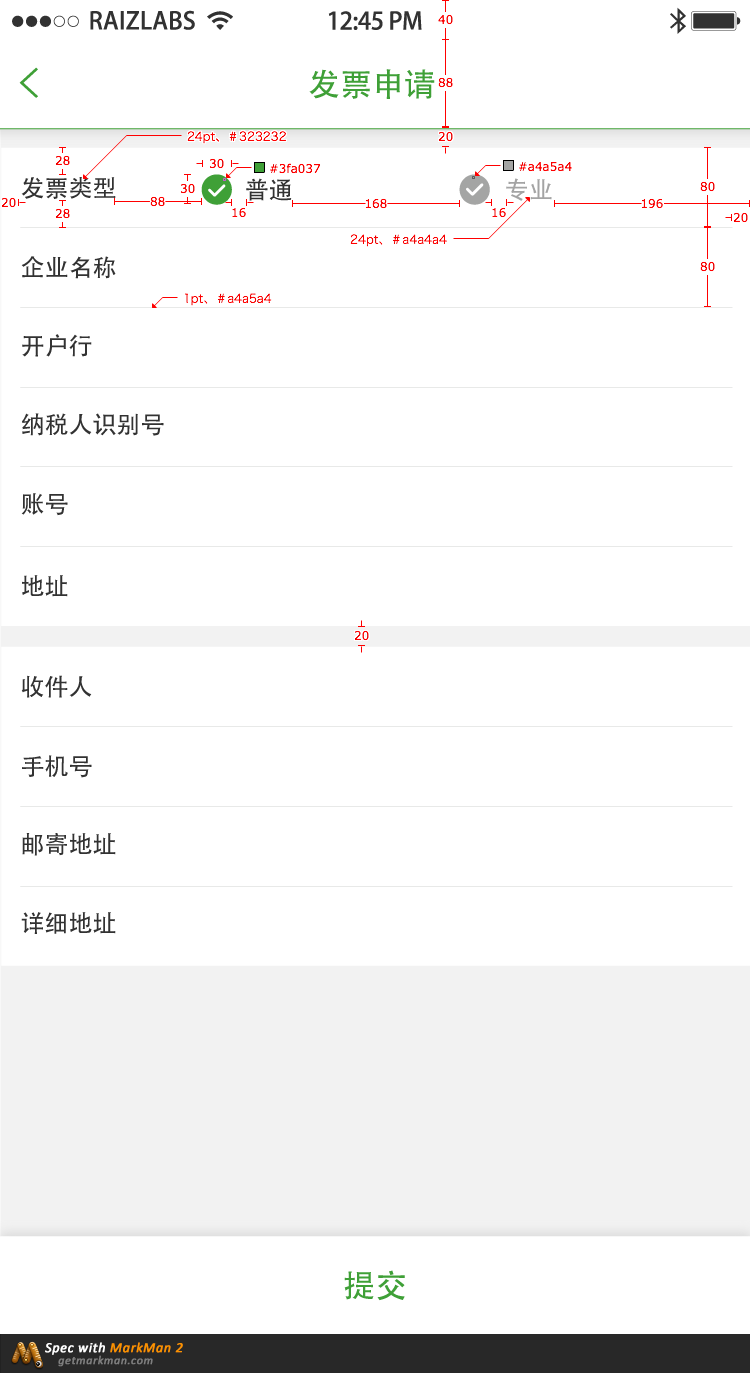 RAIZLABS 12:45 PM 40
发票申请 88
24pt、#323232 20
28 30 #3fa037 #a4a5a4
发票类型 30 普通 专业 80
20 88 168 196
28 16 16 20
24pt、#a4a4a4
企业名称 80
1pt、#a4a5a4
开户行
纳税人识别号
账号
地址
20
收件人
手机号
邮寄地址
详细地址
提交
Spec with MarkMan 2
getmarkman.com